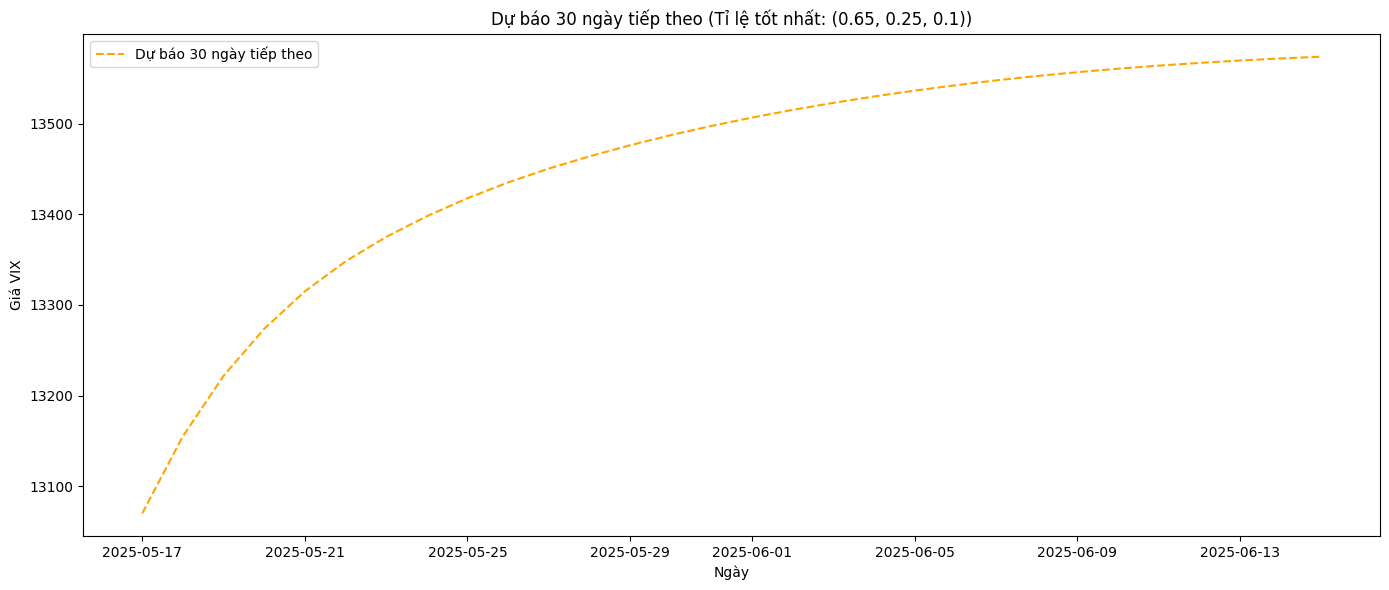 Dự báo 30 ngày tiếp theo (Tỉ lệ tốt nhất: (0.65, 0.25, 0.1))
Dự báo 30 ngày tiếp theo
Giá VIX
13500
13400
13300
13200
13100
2025-05-17 2025-05-21 2025-05-25 2025-05-29 2025-06-01 2025-06-05 2025-06-09 2025-06-13
Ngày